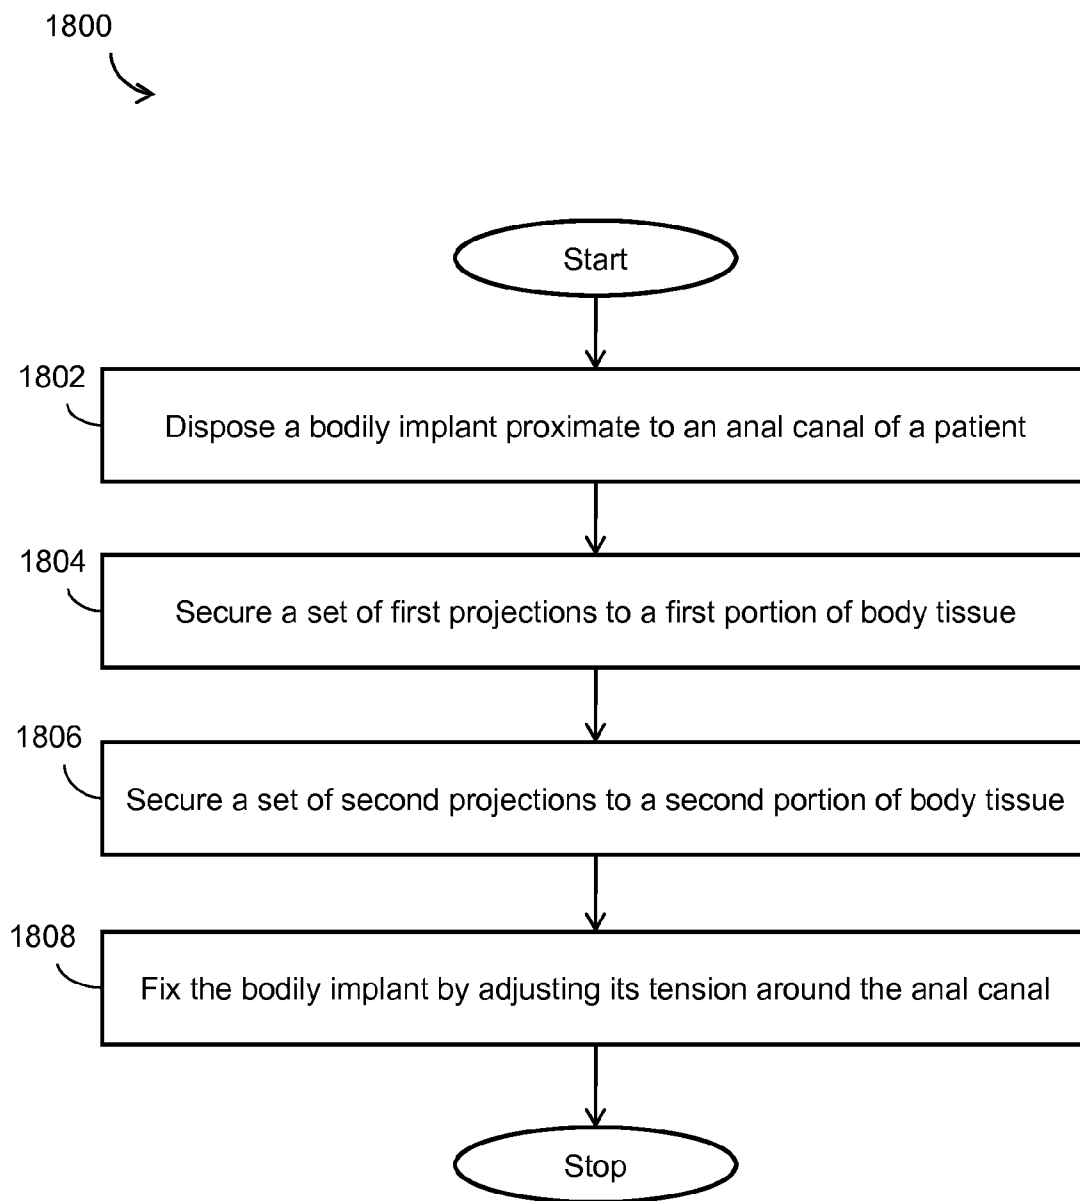 1800
Start
1802
Dispose a bodily implant proximate to an anal canal of a patient
1804
Secure a set of first projections to a first portion of body tissue
1806
Secure a set of second projections to a second portion of body tissue
1808
Fix the bodily implant by adjusting its tension around the anal canal
Stop